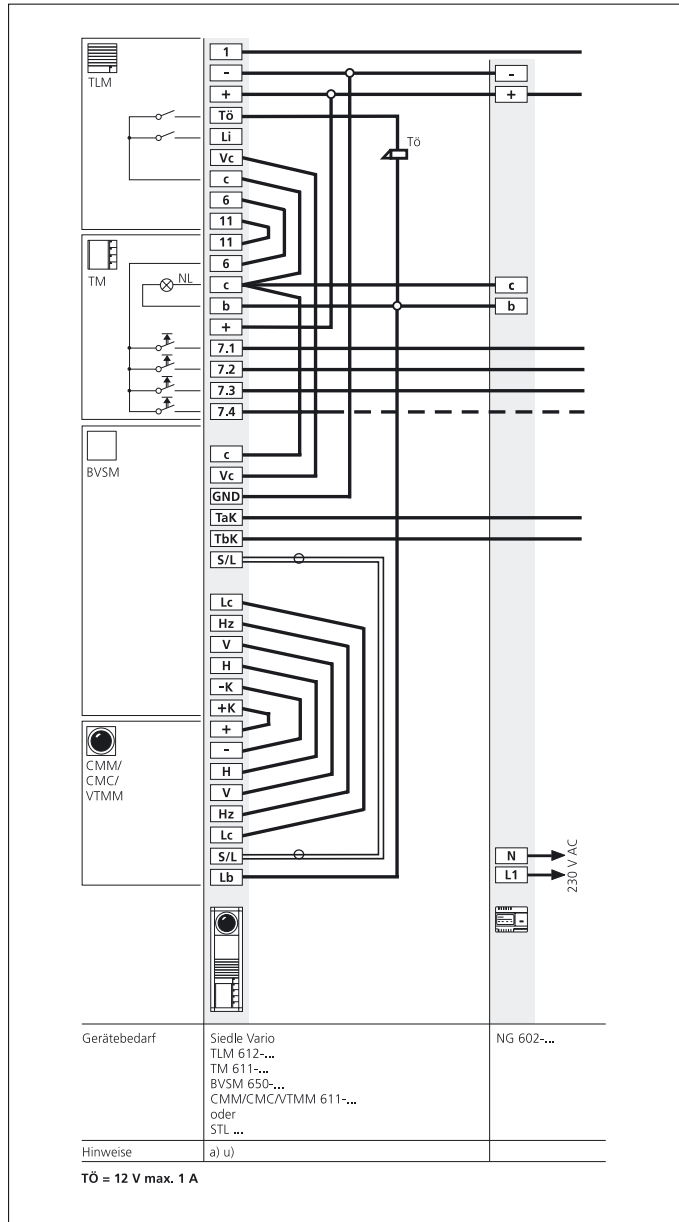 TLM
1
-
+
Tö
Li
Vc
c
6
11
11
-
+
Tö
TM
NL
6
c
b
+
7.1
7.2
7.3
7.4
c
b
BVSM
c
Vc
GND
TaK
TbK
S/L
Lc
Hz
V
H
-K
+K
CMM/
CMC/
VTMM
+
-
H
V
Hz
Lc
S/L
Lb
N
L1
230 V AC
Gerätebedarf
Siedle Vario
TLM 612-...
TM 611-...
BVSM 650-...
CMM/CMC/VTMM 611-...
oder
STL ...
NG 602-...
Hinweise
a) u)
TÖ = 12 V max. 1 A